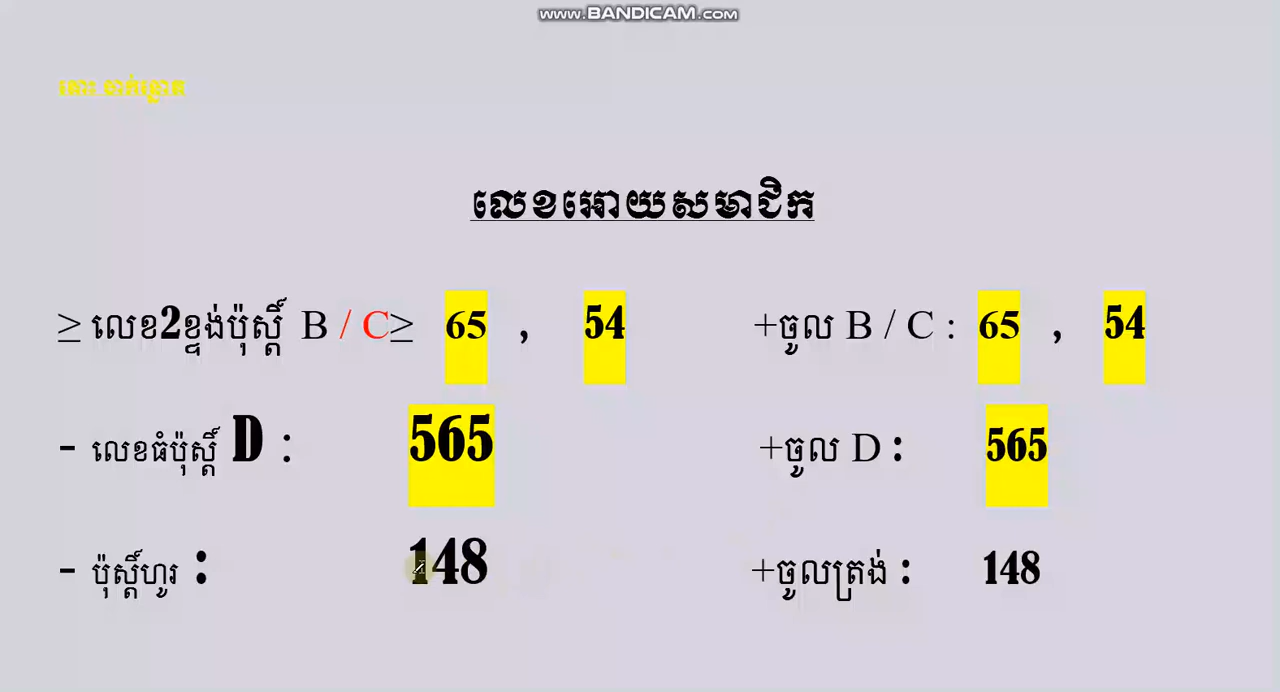 www.BANDICAM.com
តោះ ចាក់ឆ្នោត
លេខអោយសមាជិក
≥ លេខ2ខ្ទង់ប៉ុស្តិ៍ B / C≥ 65 , 54 +ចូល B / C : 65 , 54
- លេខធំប៉ុស្តិ៍ D : 565 +ចូល D : 565
- ប៉ុស្តិ៍ហូរ : 148 +ចូលត្រង់ : 148